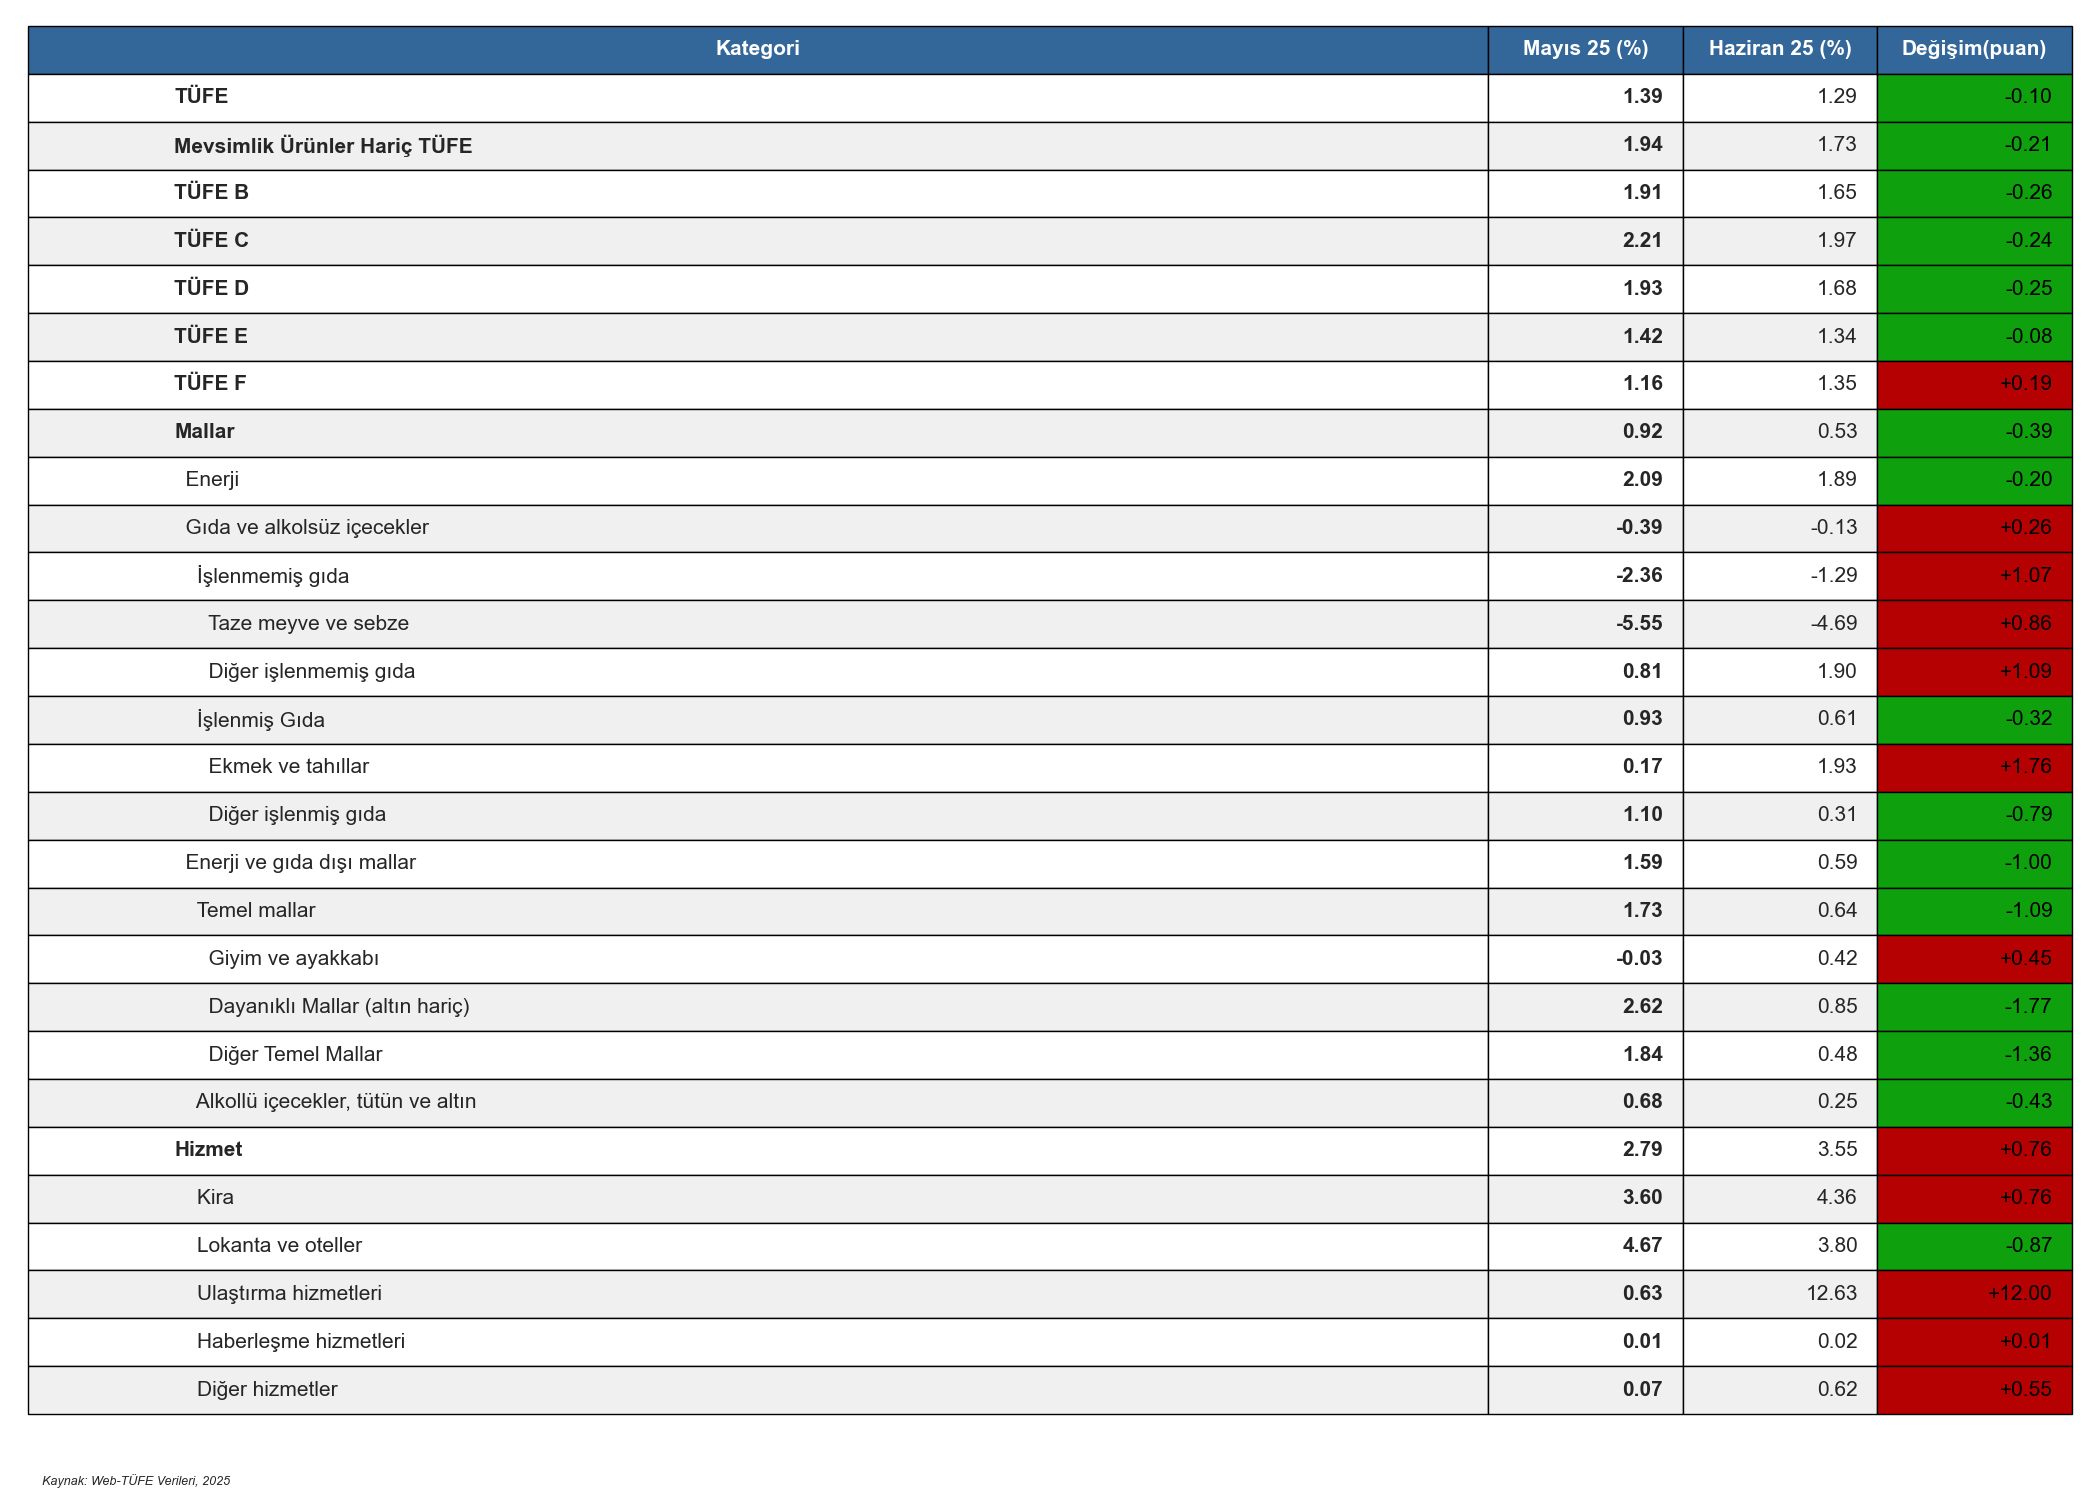 Kategori Mayıs 25 (%) Haziran 25 (%) Değişim(puan)
TÜFE 1.39 1.29 -0.10
Mevsimlik Ürünler Hariç TÜFE 1.94 1.73 -0.21
TÜFE B 1.91 1.65 -0.26
TÜFE C 2.21 1.97 -0.24
TÜFE D 1.93 1.68 -0.25
TÜFE E 1.42 1.34 -0.08
TÜFE F 1.16 1.35 +0.19
Mallar 0.92 0.53 -0.39
Enerji 2.09 1.89 -0.20
Gıda ve alkolsüz içecekler -0.39 -0.13 +0.26
İşlenmemiş gıda -2.36 -1.29 +1.07
Taze meyve ve sebze -5.55 -4.69 +0.86
Diğer işlenmemiş gıda 0.81 1.90 +1.09
İşlenmiş Gıda 0.93 0.61 -0.32
Ekmek ve tahıllar 0.17 1.93 +1.76
Diğer işlenmiş gıda 1.10 0.31 -0.79
Enerji ve gıda dışı mallar 1.59 0.59 -1.00
Temel mallar 1.73 0.64 -1.09
Giyim ve ayakkabı -0.03 0.42 +0.45
Dayanıklı Mallar (altın hariç) 2.62 0.85 -1.77
Diğer Temel Mallar 1.84 0.48 -1.36
Alkollü içecekler, tütün ve altın 0.68 0.25 -0.43
Hizmet 2.79 3.55 +0.76
Kira 3.60 4.36 +0.76
Lokanta ve oteller 4.67 3.80 -0.87
Ulaştırma hizmetleri 0.63 12.63 +12.00
Haberleşme hizmetleri 0.01 0.02 +0.01
Diğer hizmetler 0.07 0.62 +0.55
Kaynak: Web-TÜFE Verileri, 2025